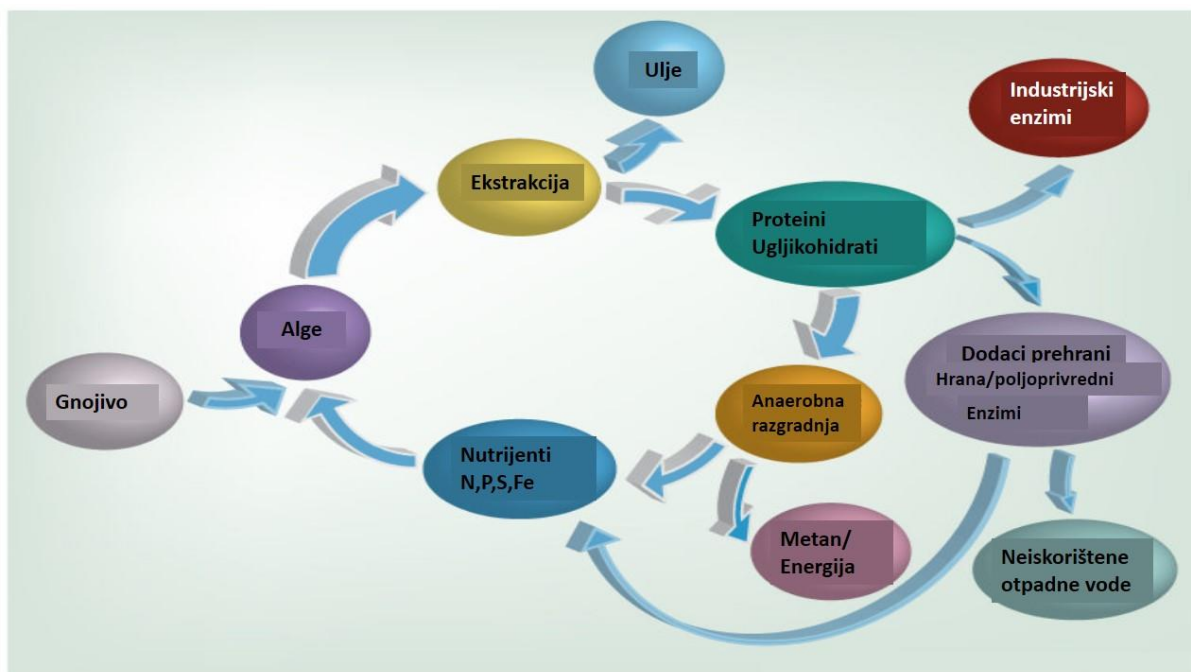 Ulje
Industrijski
enzimi
Ekstrakcija
Proteini
Ugljikohidrati
Alge
Dodaci prehrani
Hrana/poljoprivredni
Enzimi
Gnojivo
Anaerobna
razgradnja
Nutrijenti
N,P,S,Fe
Metan/
Energija
Neiskorištene
otpadne vode